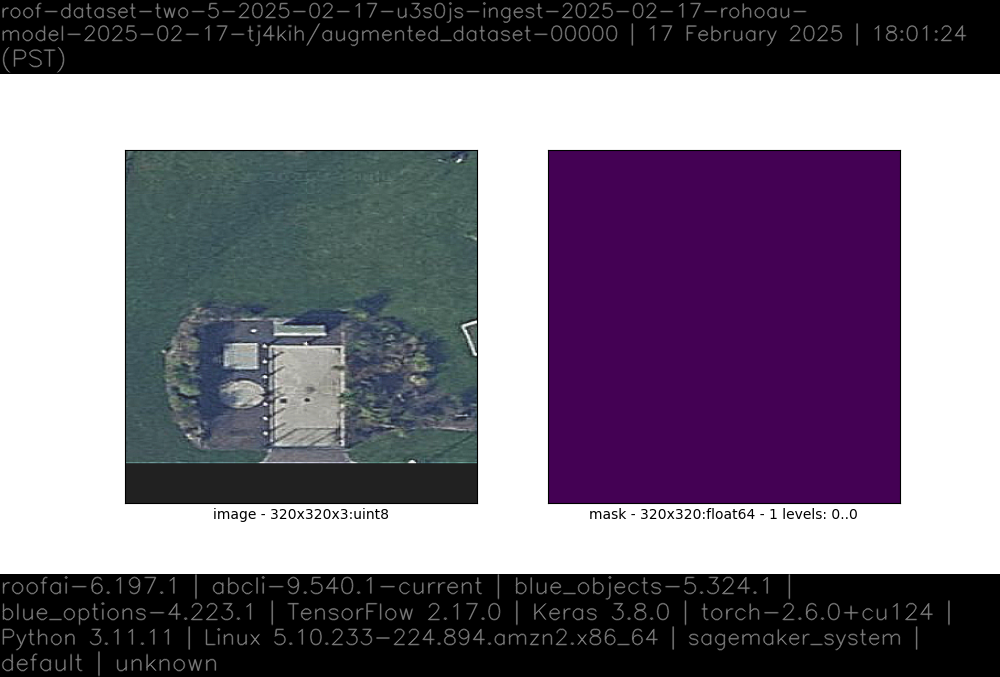 roof-dataset-two-5-2025-02-17-u3s0js-ingest-2025-02-17-rohoau-
model-2025-02-17-tj4kih/augmented_dataset-00000 | 17 February 2025 | 18:01:24
(PST)
image - 320x320x3:uint8
mask - 320x320:float64 - 1 levels: 0..0
roofai-6.197.1 | abcli-9.540.1-current | blue_objects-5.324.1 |
blue_options-4.223.1 | TensorFlow 2.17.0 | Keras 3.8.0 | torch-2.6.0+cu124 |
Python 3.11.11 | Linux 5.10.233-224.894.amzn2.x86_64 | sagemaker_system |
default | unknown